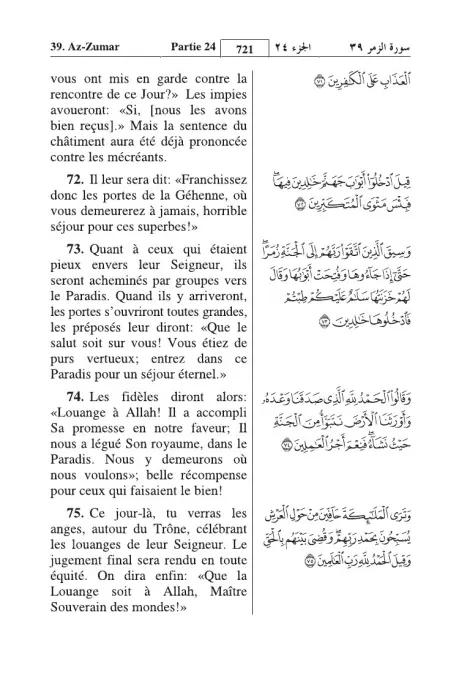 39. Az-Zumar Partie 24 721 الجزء ٢٤ سورة الزمر ٣٩
vous ont mis en garde contre la
rencontre de ce Jour?» Les impies
avoueront: «Si, [nous les avons
bien reçus].» Mais la sentence du
châtiment aura été déjà prononcée
contre les mécréants.
72. Il leur sera dit: «Franchissez
donc les portes de la Géhenne, où
vous demeurerez à jamais, horrible
séjour pour ces superbes!»
73. Quant à ceux qui étaient
pieux envers leur Seigneur, ils
seront acheminés par groupes vers
le Paradis. Quand ils y arriveront,
les portes s’ouvriront toutes grandes,
les préposés leur diront: «Que le
salut soit sur vous! Vous étiez de
purs vertueux; entrez dans ce
Paradis pour un séjour éternel.»
74. Les fidèles diront alors:
«Louange à Allah! Il a accompli
Sa promesse en notre faveur; Il
nous a légué Son royaume, dans le
Paradis. Nous y demeurons où
nous voulons»; belle récompense
pour ceux qui faisaient le bien!
75. Ce jour-là, tu verras les
anges, autour du Trône, célébrant
les louanges de leur Seigneur. Le
jugement final sera rendu en toute
équité. On dira enfin: «Que la
Louange soit à Allah, Maître
Souverain des mondes!»
ٱلْعَذَابِ عَلَى ٱلْكَٰفِرِينَ ٧١
قِيلَ ٱدْخُلُوٓا۟ أَبْوَٰبَ جَهَنَّمَ خَٰلِدِينَ فِيهَا ۖ
فَبِئْسَ مَثْوَى ٱلْمُتَكَبِّرِينَ ٧٢
وَسِيقَ ٱلَّذِينَ ٱتَّقَوْا۟ رَبَّهُمْ إِلَى ٱلْجَنَّةِ زُمَرًا ۖ
حَتَّىٰٓ إِذَا جَآءُوهَا وَفُتِحَتْ أَبْوَٰبُهَا وَقَالَ
لَهُمْ خَزَنَتُهَا سَلَٰمٌ عَلَيْكُمْ طِبْتُمْ
فَٱدْخُلُوهَا خَٰلِدِينَ ٧٣
وَقَالُوا۟ ٱلْحَمْدُ لِلَّهِ ٱلَّذِى صَدَقَنَا وَعْدَهُۥ
وَأَوْرَثَنَا ٱلْأَرْضَ نَتَبَوَّأُ مِنَ ٱلْجَنَّةِ
حَيْثُ نَشَآءُ ۖ فَنِعْمَ أَجْرُ ٱلْعَٰمِلِينَ ٧٤
وَتَرَى ٱلْمَلَٰٓئِكَةَ حَآفِّينَ مِنْ حَوْلِ ٱلْعَرْشِ
يُسَبِّحُونَ بِحَمْدِ رَبِّهِمْ ۖ وَقُضِىَ بَيْنَهُم بِٱلْحَقِّ
وَقِيلَ ٱلْحَمْدُ لِلَّهِ رَبِّ ٱلْعَٰلَمِينَ ٧٥